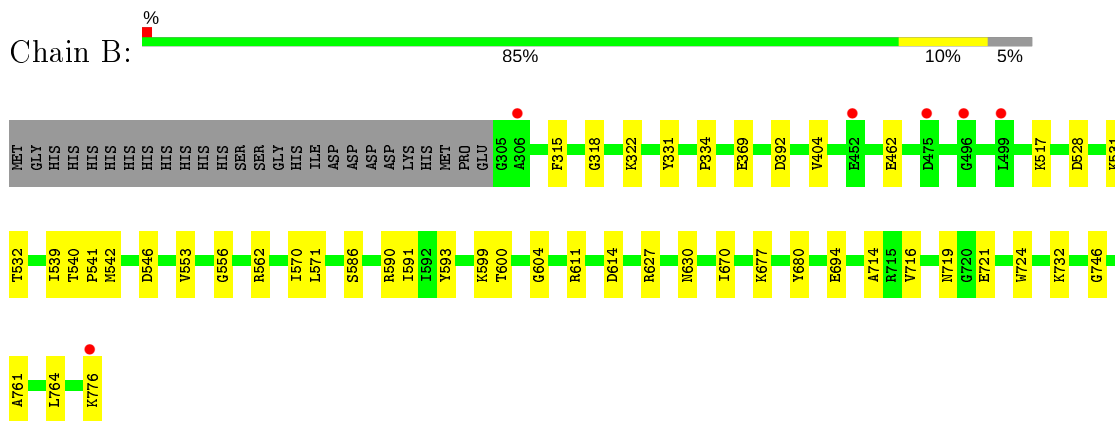 %
Chain B:
85% 10% 5%
MET GLY HIS HIS HIS HIS HIS HIS HIS HIS HIS HIS SER SER GLY HIS ILE ASP ASP ASP ASP LYS HIS MET PRO GLU G305 A306 F315 G318 K322 Y331 P334 E369 D392 V404 E452 E462 D475 G496 L499 K517 D528 K531
T532 I539 T540 P541 M542 D546 V553 G556 R562 I570 L571 S586 R590 I591 I592 Y593 K599 T600 G604 R611 D614 R627 N630 I670 K677 Y680 E694 A714 R715 V716 N719 G720 E721 W724 K732 G746
A761 L764 K776